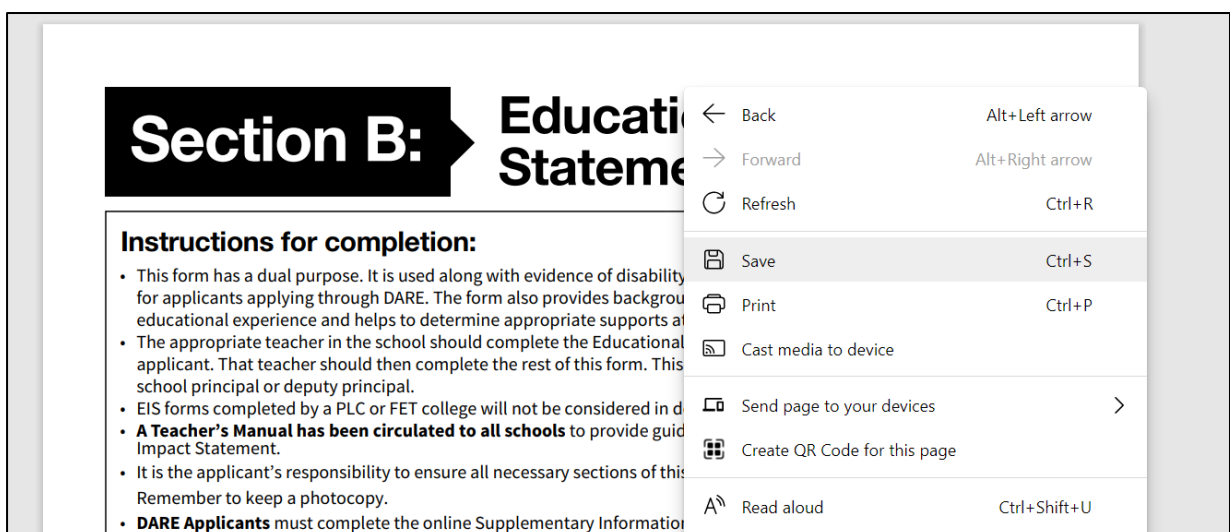 Section B:
Educati
Stateme
Instructions for completion:
• This form has a dual purpose. It is used along with evidence of disability
for applicants applying through DARE. The form also provides backgrou
educational experience and helps to determine appropriate supports a
• The appropriate teacher in the school should complete the Educational
applicant. That teacher should then complete the rest of this form. This
school principal or deputy principal.
• EIS forms completed by a PLC or FET college will not be considered in d
• A Teacher’s Manual has been circulated to all schools to provide guid
Impact Statement.
• It is the applicant’s responsibility to ensure all necessary sections of this
Remember to keep a photocopy.
• DARE Applicants must complete the online Supplementary Information
Back Alt+Left arrow
Forward Alt+Right arrow
Refresh Ctrl+R
Save Ctrl+S
Print Ctrl+P
Cast media to device
Send page to your devices
Create QR Code for this page
Read aloud Ctrl+Shift+U